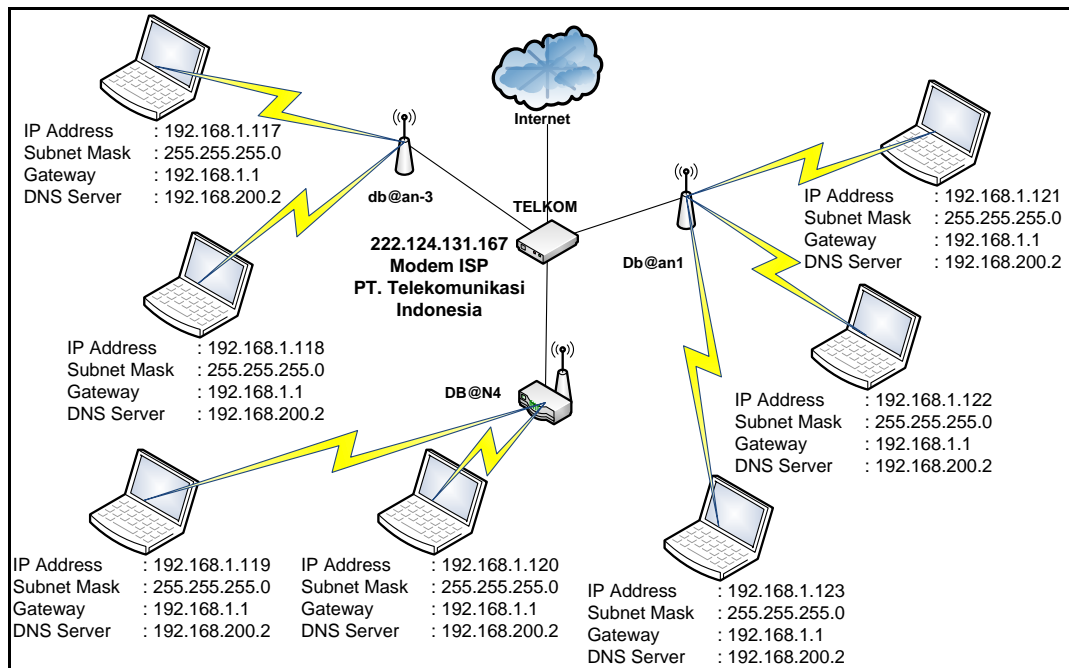 Internet
IP Address : 192.168.1.117
Subnet Mask : 255.255.255.0
Gateway : 192.168.1.1
DNS Server : 192.168.200.2
db@an-3
TELKOM
222.124.131.167
Modem ISP
PT. Telekomunikasi
Indonesia
Db@an1
IP Address : 192.168.1.121
Subnet Mask : 255.255.255.0
Gateway : 192.168.1.1
DNS Server : 192.168.200.2
IP Address : 192.168.1.118
Subnet Mask : 255.255.255.0
Gateway : 192.168.1.1
DNS Server : 192.168.200.2
DB@N4
IP Address : 192.168.1.122
Subnet Mask : 255.255.255.0
Gateway : 192.168.1.1
DNS Server : 192.168.200.2
IP Address : 192.168.1.119
Subnet Mask : 255.255.255.0
Gateway : 192.168.1.1
DNS Server : 192.168.200.2
IP Address : 192.168.1.120
Subnet Mask : 255.255.255.0
Gateway : 192.168.1.1
DNS Server : 192.168.200.2
IP Address : 192.168.1.123
Subnet Mask : 255.255.255.0
Gateway : 192.168.1.1
DNS Server : 192.168.200.2